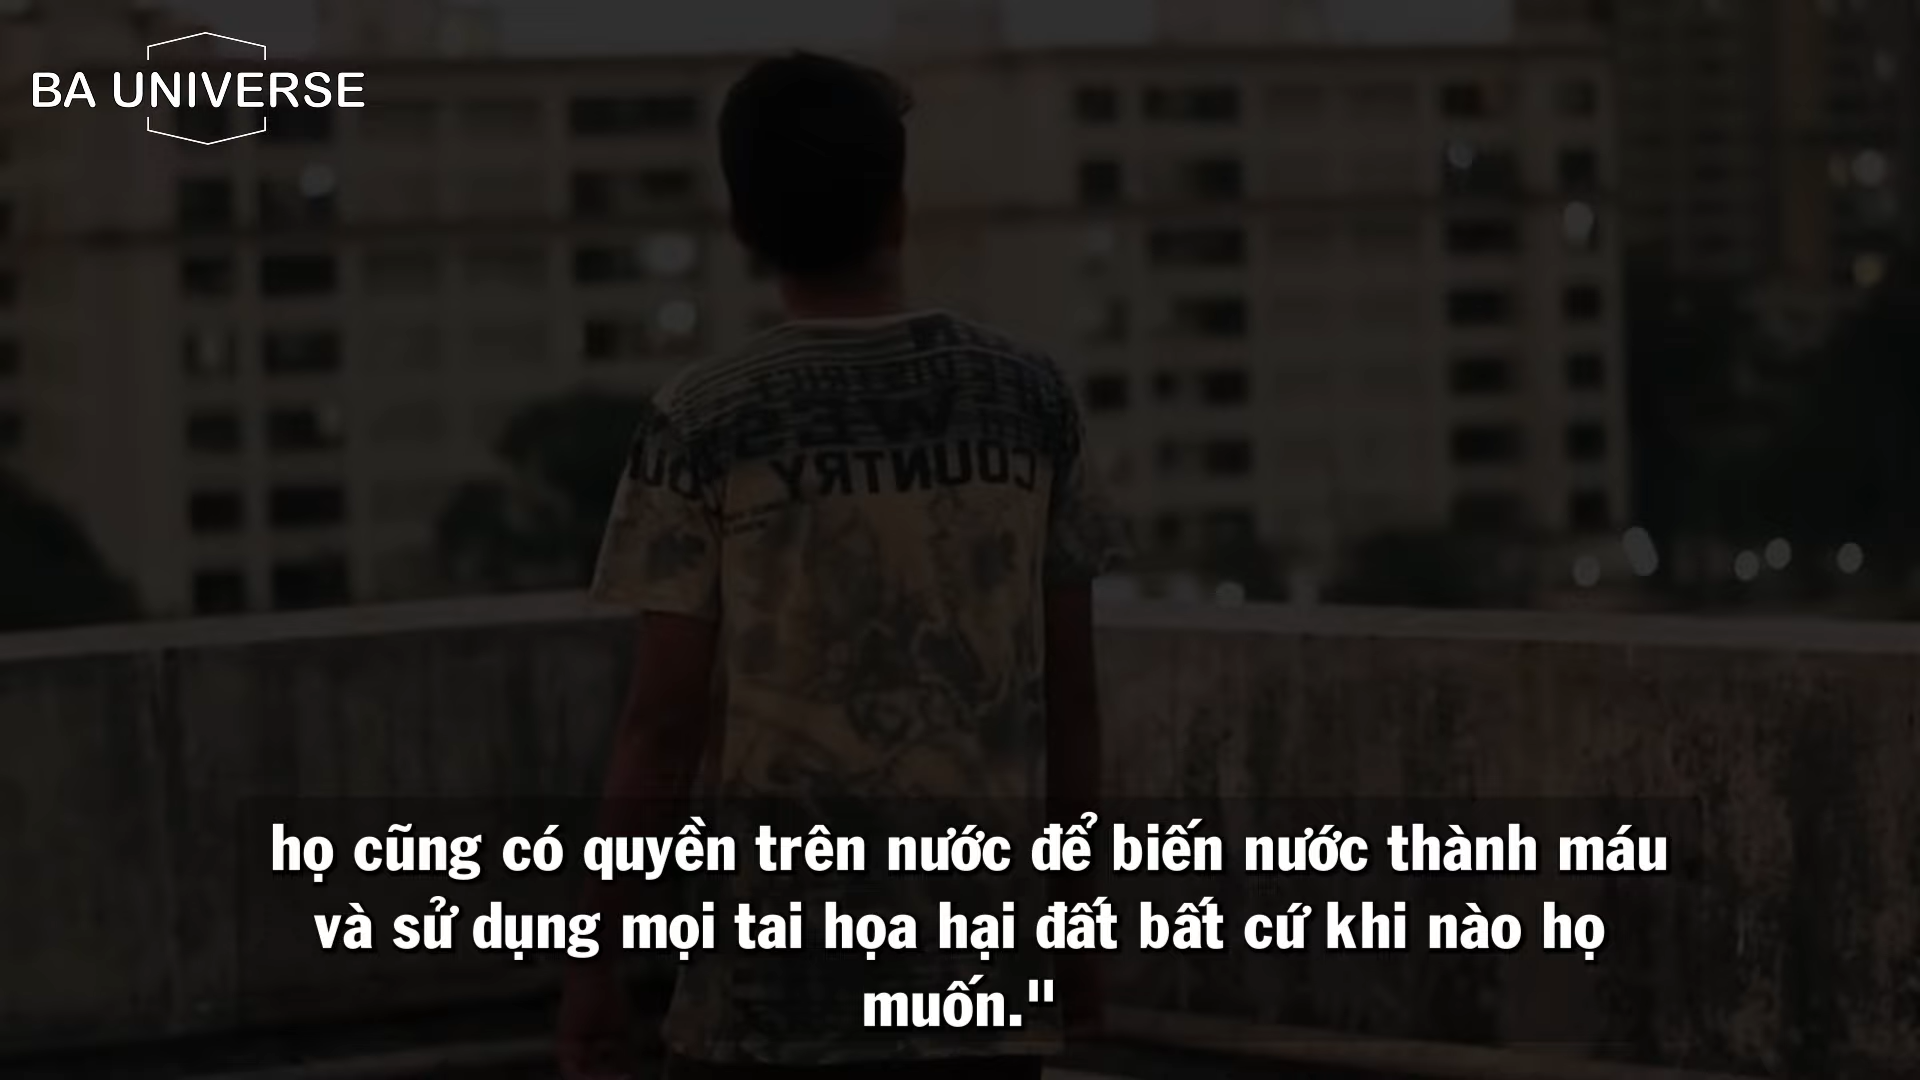 BA UNIVERSE
COUNTRY
họ cũng có quyền trên nước để biến nước thành máu
và sử dụng mọi tai họa hại đất bất cứ khi nào họ
muốn."